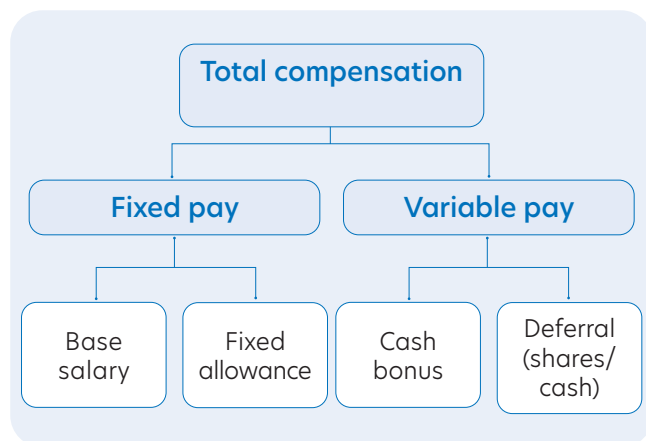 Total compensation
Fixed pay
Variable pay
Base
salary
Fixed
allowance
Cash
bonus
Deferral
(shares/
cash)